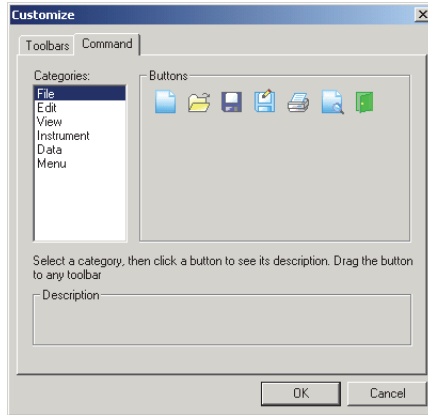 Customize
Toolbars Command
Categories: Buttons
File
Edit
View
Instrument
Data
Menu
Select a category, then click a button to see its description. Drag the button
to any toolbar
Description
OK Cancel